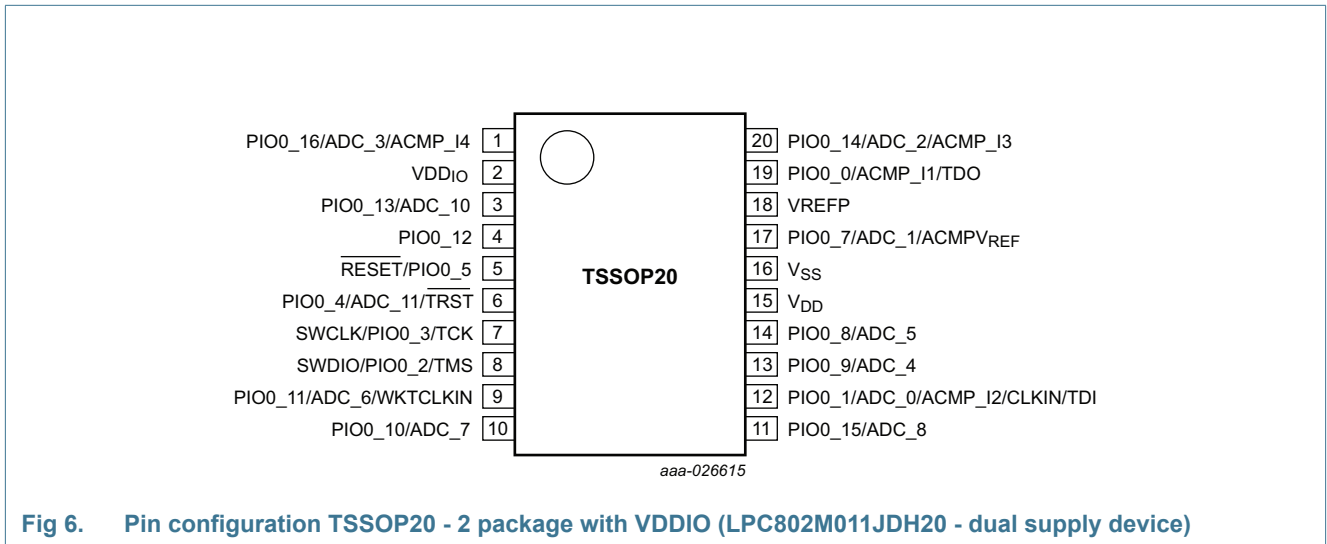 PIO0_16/ADC_3/ACMP_I4 1
VDDIO 2
PIO0_13/ADC_10 3
PIO0_12 4
RESET/PIO0_5 5
PIO0_4/ADC_11/TRST 6
SWCLK/PIO0_3/TCK 7
SWDIO/PIO0_2/TMS 8
PIO0_11/ADC_6/WKTCLKIN 9
PIO0_10/ADC_7 10
TSSOP20
20 PIO0_14/ADC_2/ACMP_I3
19 PIO0_0/ACMP_I1/TDO
18 VREFP
17 PIO0_7/ADC_1/ACMPVREF
16 VSS
15 VDD
14 PIO0_8/ADC_5
13 PIO0_9/ADC_4
12 PIO0_1/ADC_0/ACMP_I2/CLKIN/TDI
11 PIO0_15/ADC_8
aaa-026615
Fig 6. Pin configuration TSSOP20 - 2 package with VDDIO (LPC802M011JDH20 - dual supply device)